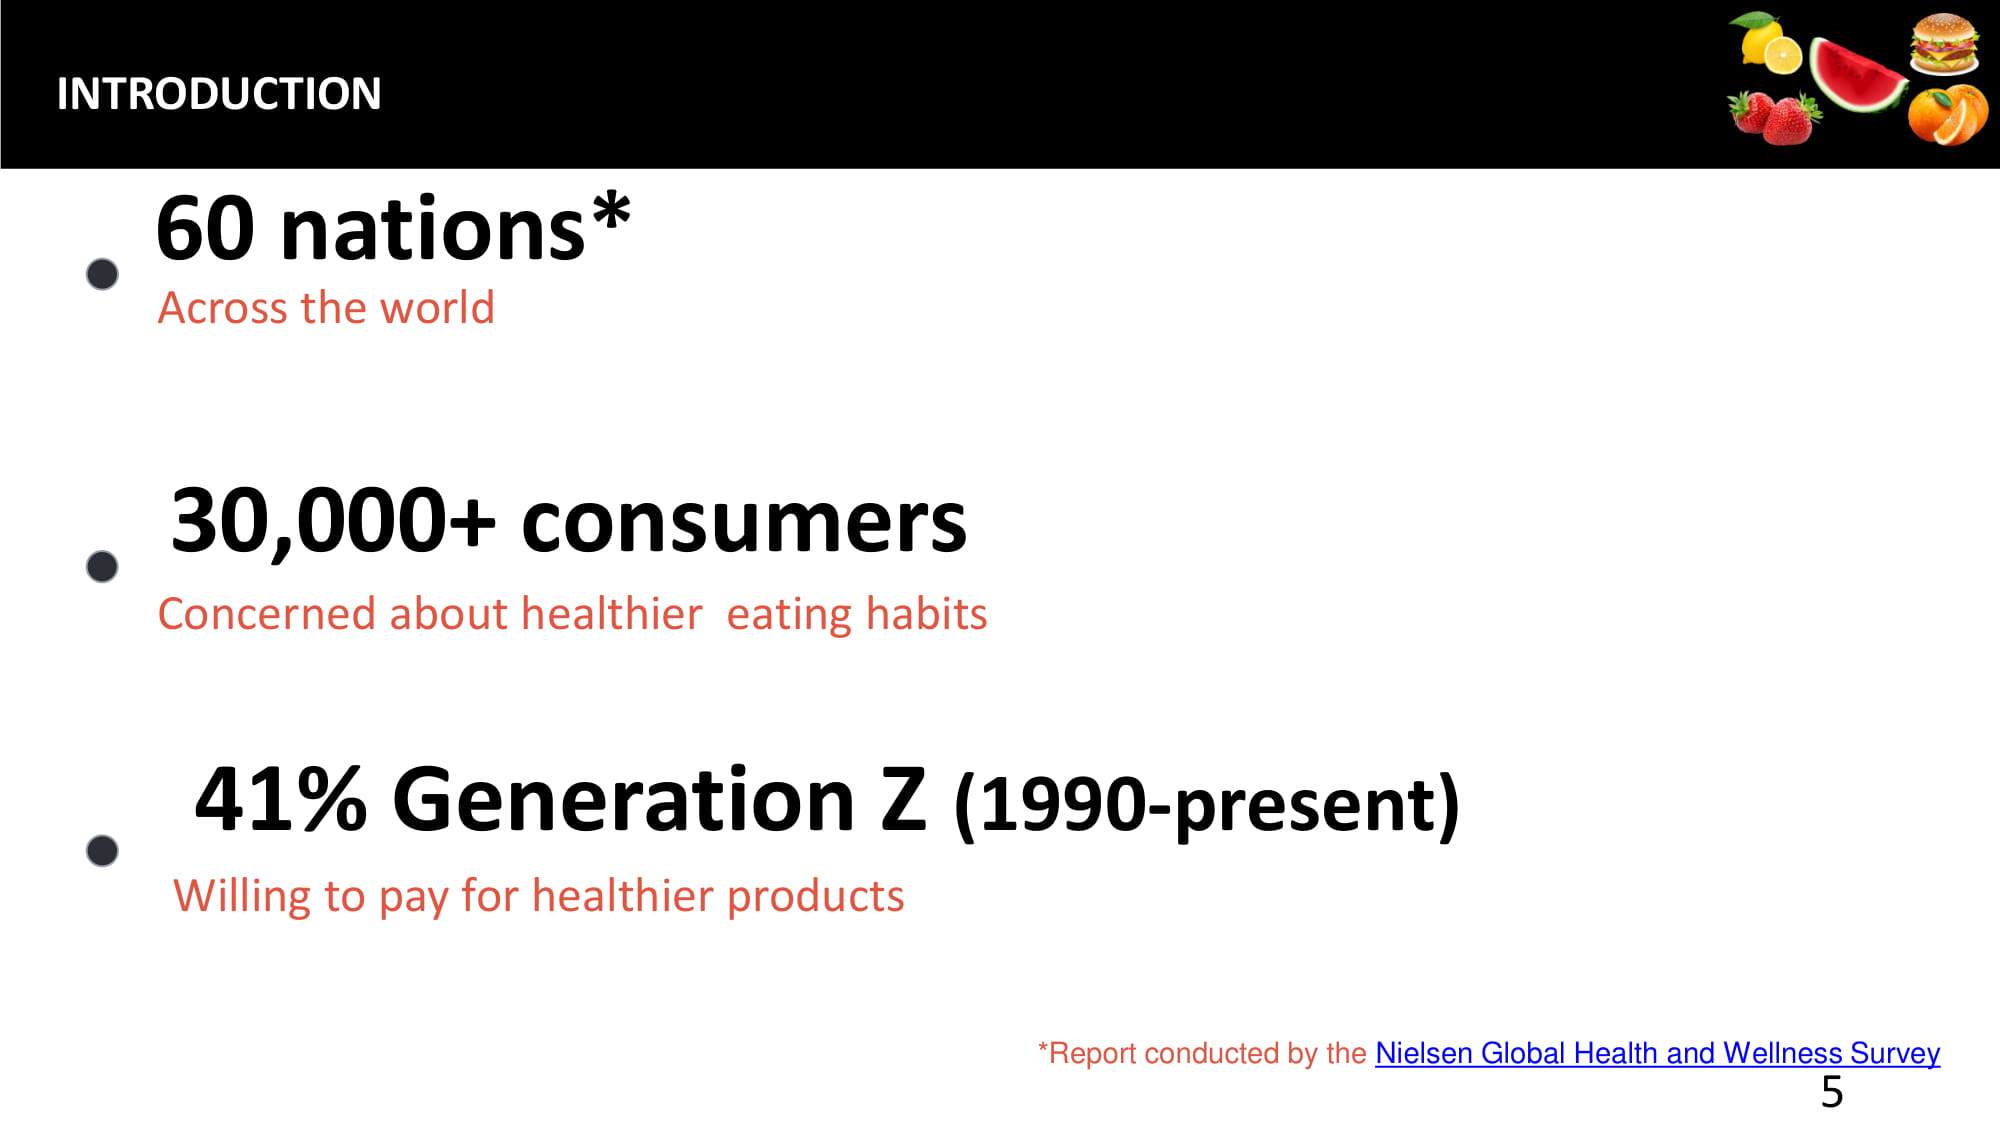 INTRODUCTION
60 nations*
Across the world
30,000+ consumers
Concerned about healthier  eating habits
41% Generation Z (1990-present)
Willing to pay for healthier products
*Report conducted by the Nielsen Global Health and Wellness Survey
5